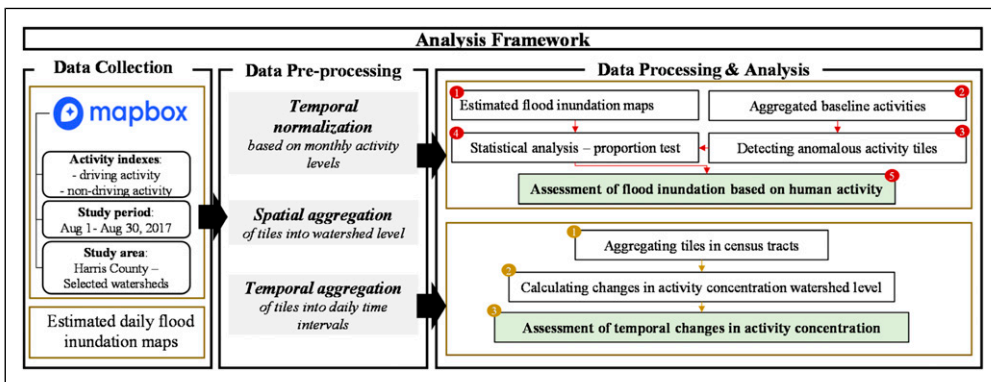 Analysis Framework
Data Collection
mapbox
Activity indexes:
- driving activity
- non-driving activity
Study period:
Aug 1- Aug 30, 2017
Study area:
Harris County –
Selected watersheds
Estimated daily flood
inundation maps
Data Pre-processing
Temporal
normalization
based on monthly activity
levels
Spatial aggregation
of tiles into watershed level
Temporal aggregation
of tiles into daily time
intervals
Data Processing & Analysis
1
Estimated flood inundation maps
2
Aggregated baseline activities
4
Statistical analysis – proportion test
3
Detecting anomalous activity tiles
5
Assessment of flood inundation based on human activity
1
Aggregating tiles in census tracts
2
Calculating changes in activity concentration watershed level
3
Assessment of temporal changes in activity concentration